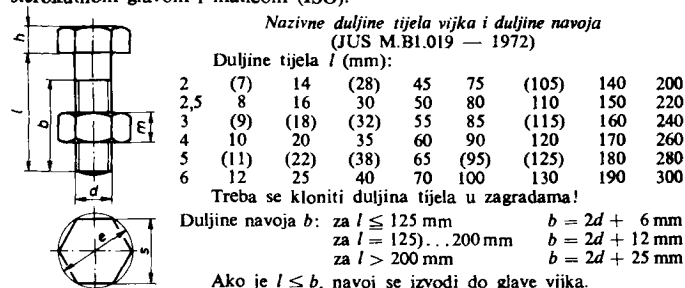 sterokutnom glavom i maticom (ISO).
Nazivne duljine tijela vijka i duljine navoja
(JUS M.B1.019 — 1972)
Duljine tijela l (mm):
2 (7) 14 (28) 45 75 (105) 140 200
2,5 8 16 30 50 80 110 150 220
3 (9) (18) (32) 55 85 (115) 160 240
4 10 20 35 60 90 120 170 260
5 (11) (22) (38) 65 (95) (125) 180 280
6 12 25 40 70 100 130 190 300
Treba se kloniti duljina tijela u zagradama!
Duljine navoja b: za l ≤ 125 mm b = 2d + 6 mm
za l = 125)...200 mm b = 2d + 12 mm
za l > 200 mm b = 2d + 25 mm
Ako je l ≤ b, navoj se izvodi do glave vijka.
h
l
b
m
d
e
s